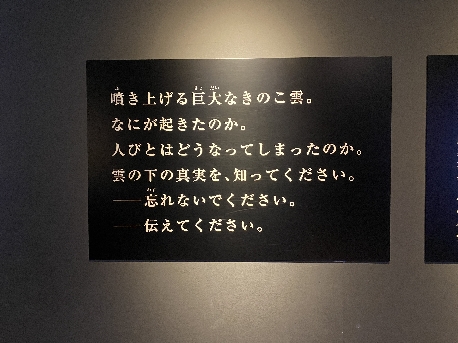 噴き上げる巨大なきのこ雲。
なにが起きたのか。
人びとはどうなってしまったのか。
雲の下の真実を、知ってください。
――忘れないでください。
――伝えてください。